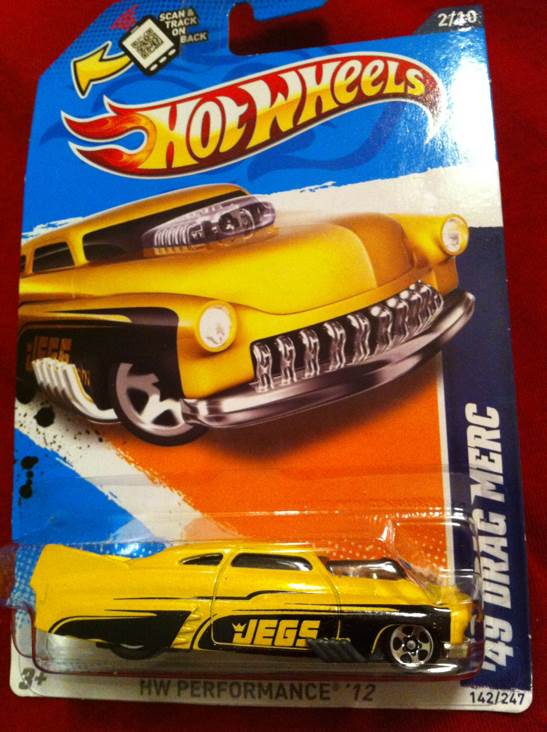 SCAN &
TRACK
ON
BACK
2/10
HOT WHEELS
JEGS
'49 DRAG MERC
JEGS
3+
HW PERFORMANCE® '12
142/247